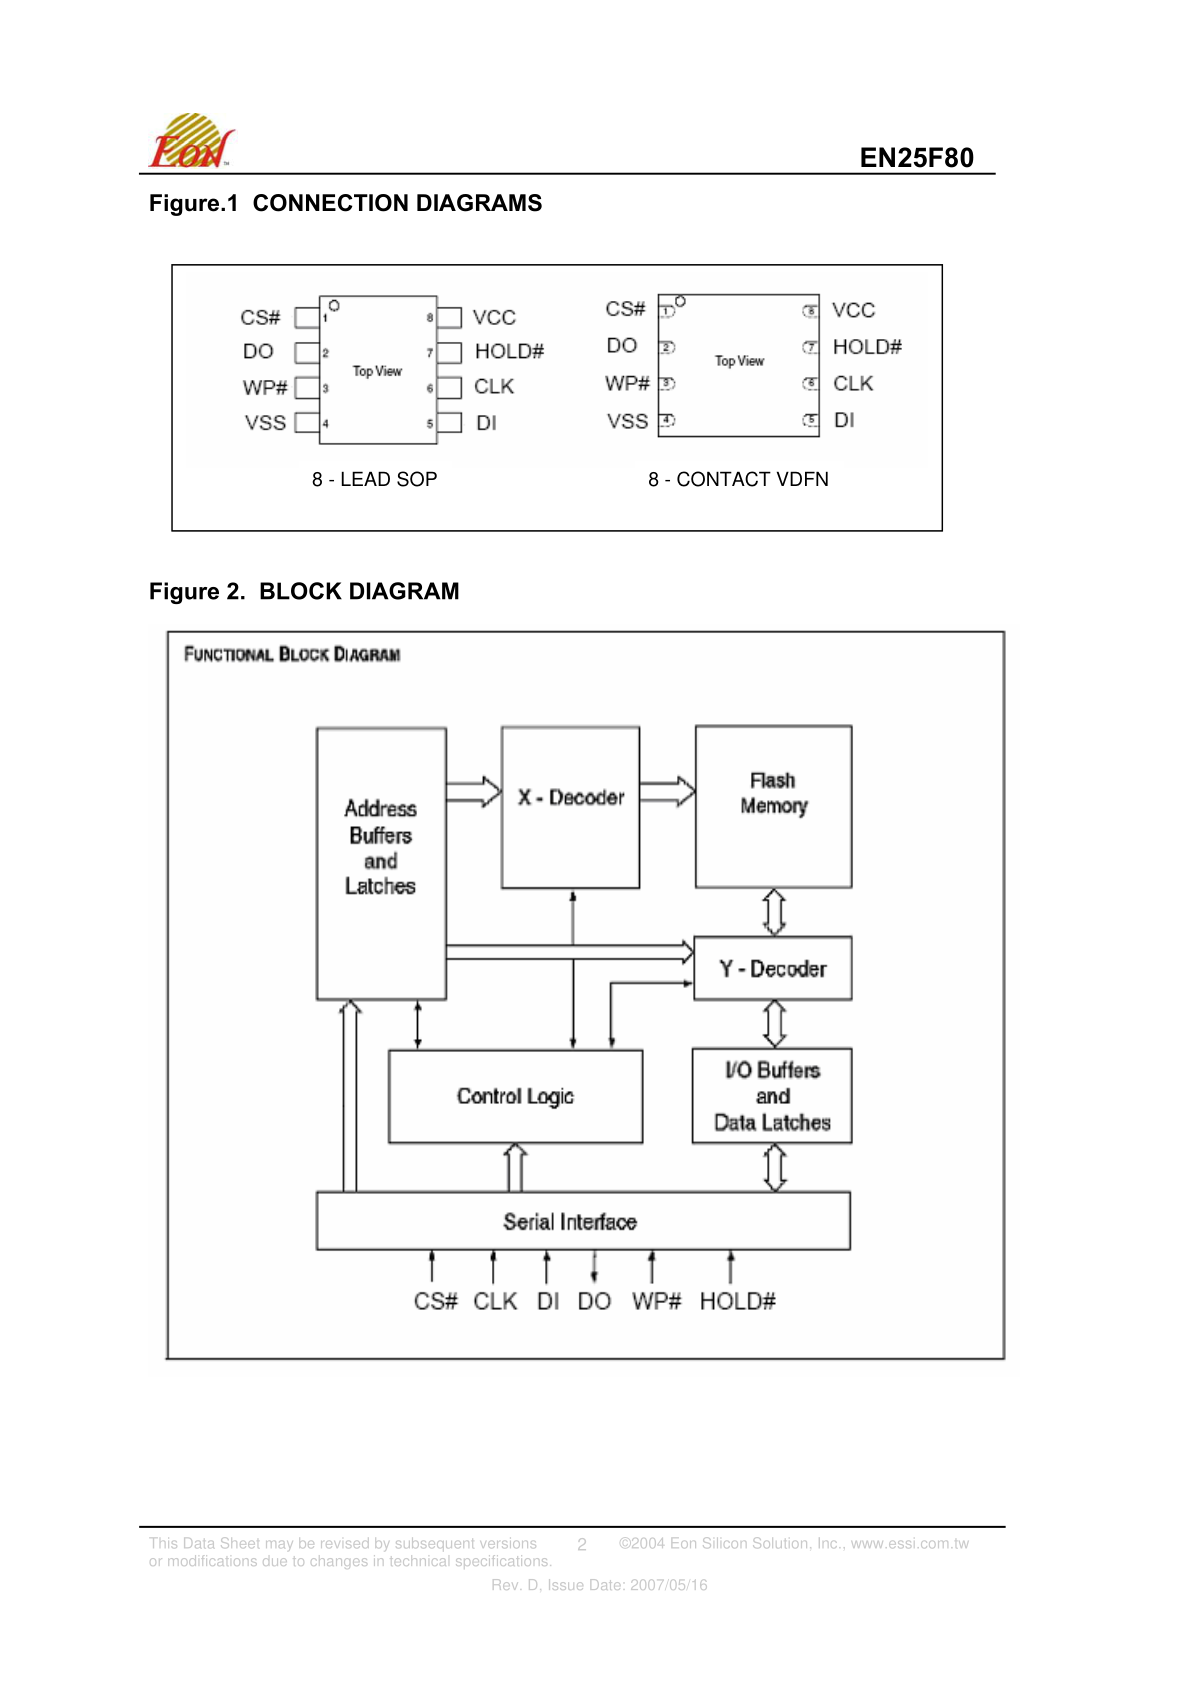 EON TM
EN25F80
Figure.1 CONNECTION DIAGRAMS
CS# 1 8 VCC
DO 2 7 HOLD#
Top View
WP# 3 6 CLK
VSS 4 5 DI
8 - LEAD SOP
CS# 1 8 VCC
DO 2 7 HOLD#
Top View
WP# 3 6 CLK
VSS 4 5 DI
8 - CONTACT VDFN
Figure 2. BLOCK DIAGRAM
FUNCTIONAL BLOCK DIAGRAM
Address
Buffers
and
Latches
X - Decoder
Flash
Memory
Y - Decoder
Control Logic
I/O Buffers
and
Data Latches
Serial Interface
CS# CLK DI DO WP# HOLD#
This Data Sheet may be revised by subsequent versions 2 ©2004 Eon Silicon Solution, Inc., www.essi.com.tw
or modifications due to changes in technical specifications.
Rev. D, Issue Date: 2007/05/16